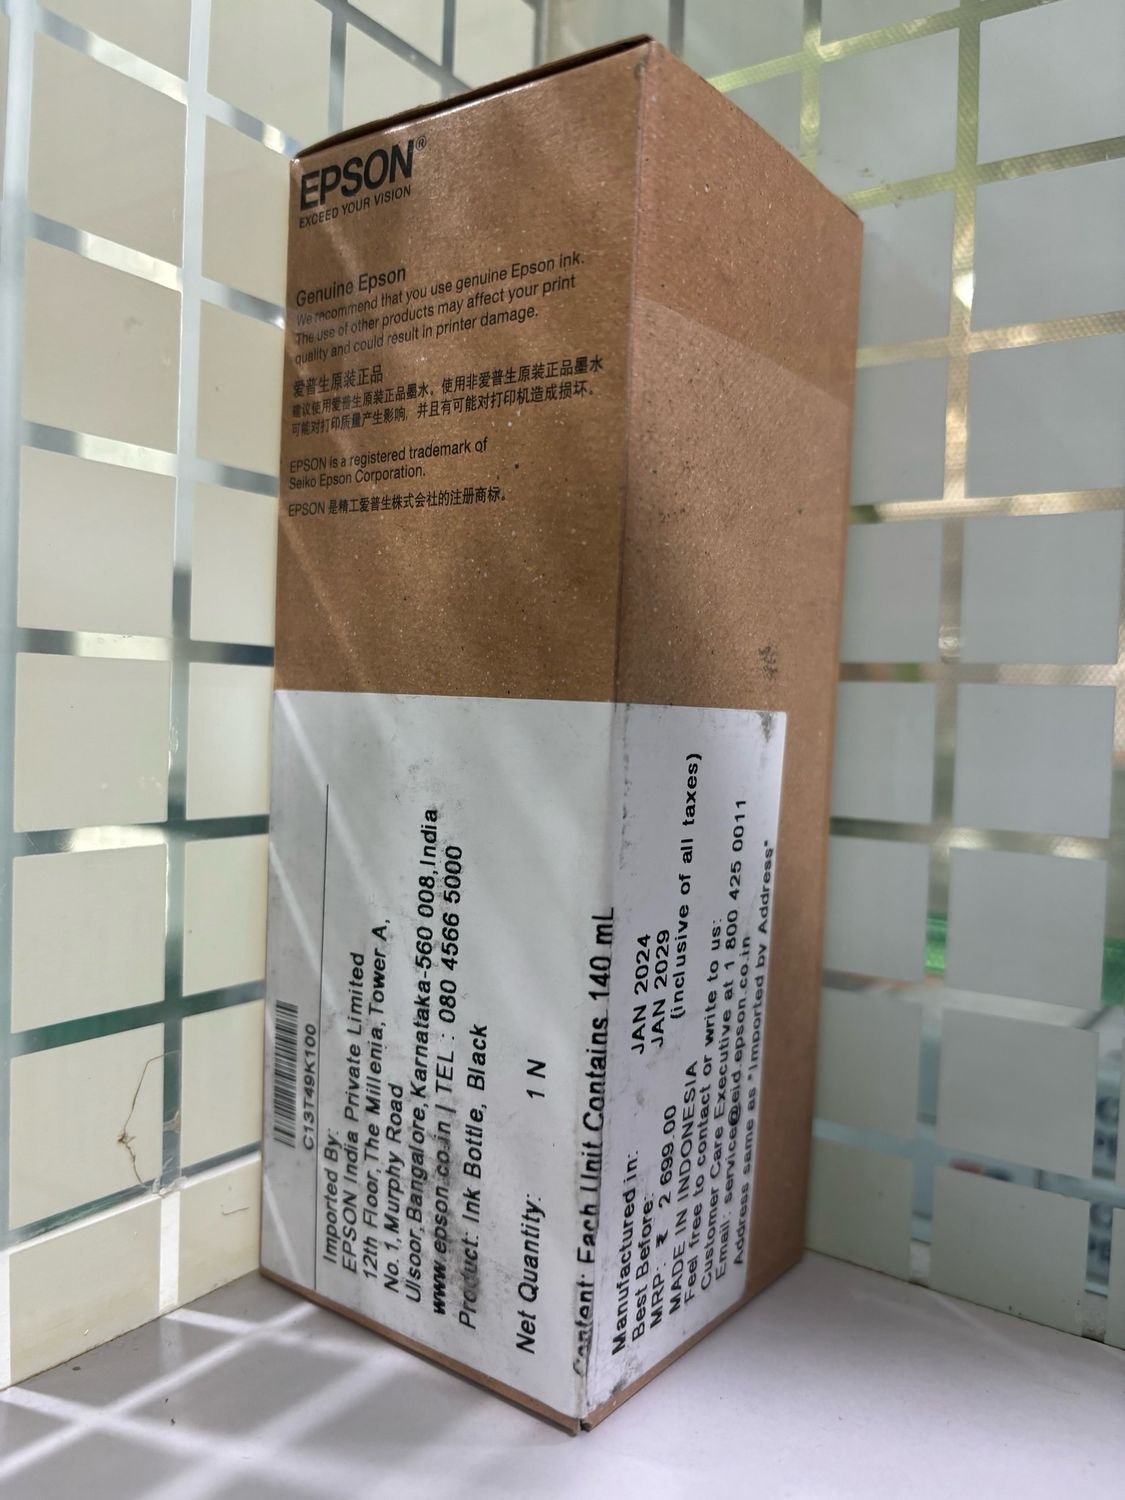 EPSON®
EXCEED YOUR VISION
Genuine Epson
We recommend that you use genuine Epson ink.
The use of other products may affect your print
quality and could result in printer damage.
爱普生原装正品
建议使用爱普生原装正品墨水。使用非爱普生原装正品墨水
可能对打印质量产生影响，并且有可能对打印机造成损坏。
EPSON is a registered trademark of
Seiko Epson Corporation.
EPSON 是精工爱普生株式会社的注册商标。
C13T49K100
Imported By:
EPSON India Private Limited
12th Floor, The Millenia, Tower A,
No. 1, Murphy Road
Ulsoor, Bangalore, Karnataka-560 008, India
www.epson.co.in | TEL : 080 4566 5000
Product: Ink Bottle, Black
Net Quantity: 1 N
Content: Each Unit Contains 140 mL
Manufactured in: JAN 2024
Best Before: JAN 2029
MRP: ₹ 2 699.00 (inclusive of all taxes)
MADE IN INDONESIA
Feel free to contact or write to us:
Customer Care Executive at 1 800 425 0011
Email: service@eid.epson.co.in
Address same as "Imported by Address"